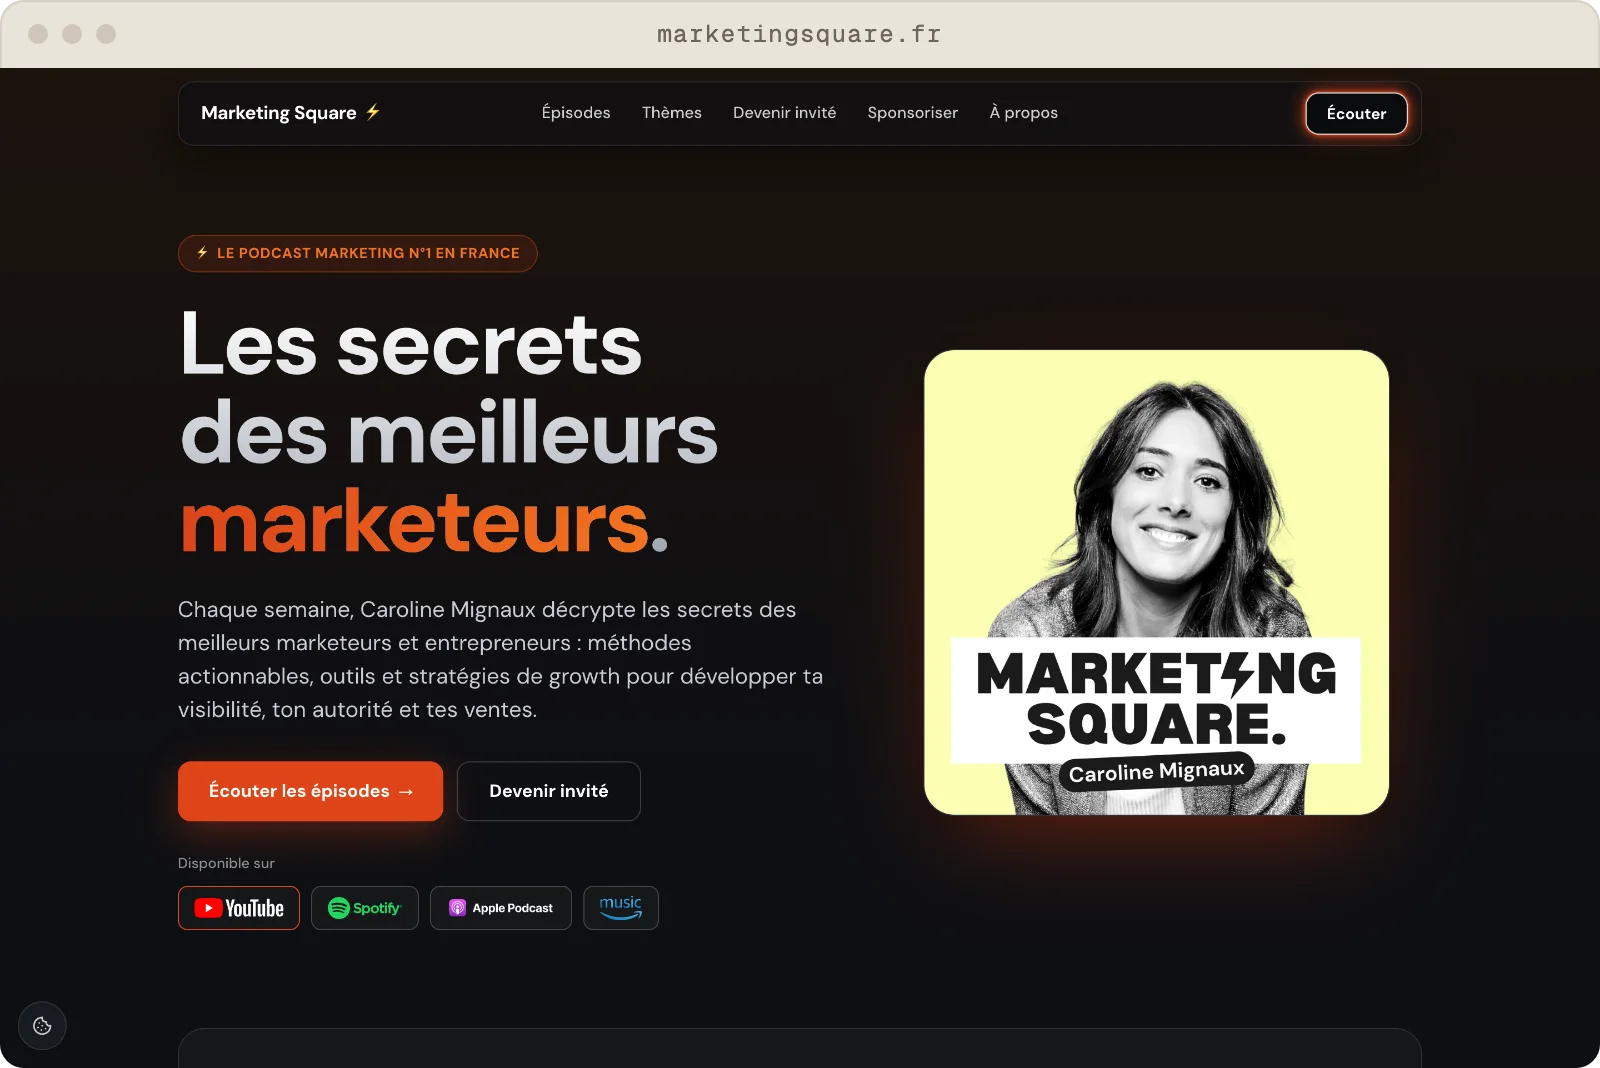 marketingsquare.fr
Marketing Square ⚡
Épisodes
Thèmes
Devenir invité
Sponsoriser
À propos
Écouter
⚡ LE PODCAST MARKETING N°1 EN FRANCE
Les secrets
des meilleurs
marketeurs.
Chaque semaine, Caroline Mignaux décrypte les secrets des
meilleurs marketeurs et entrepreneurs : méthodes
actionnables, outils et stratégies de growth pour développer ta
visibilité, ton autorité et tes ventes.
Écouter les épisodes →
Devenir invité
Disponible sur
YouTube
Spotify
Apple Podcast
music
MARKETING
SQUARE.
Caroline Mignaux